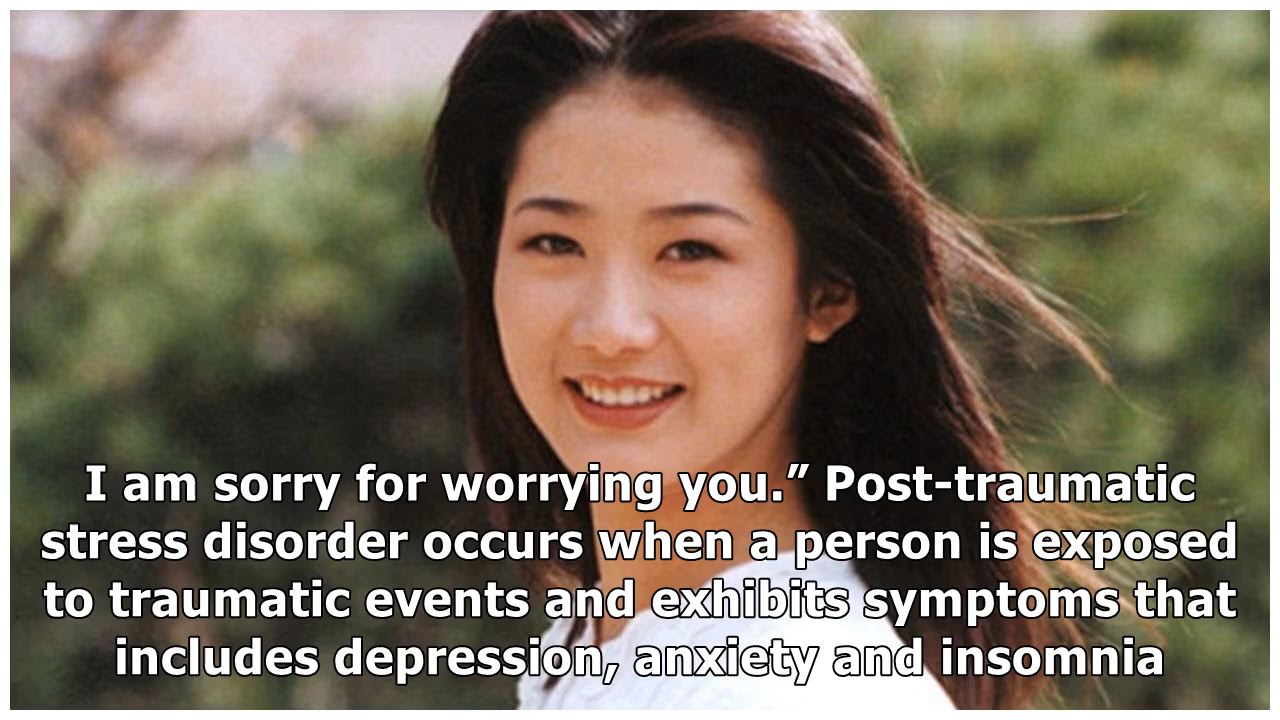 I am sorry for worrying you.” Post-traumatic
stress disorder occurs when a person is exposed
to traumatic events and exhibits symptoms that
includes depression, anxiety and insomnia